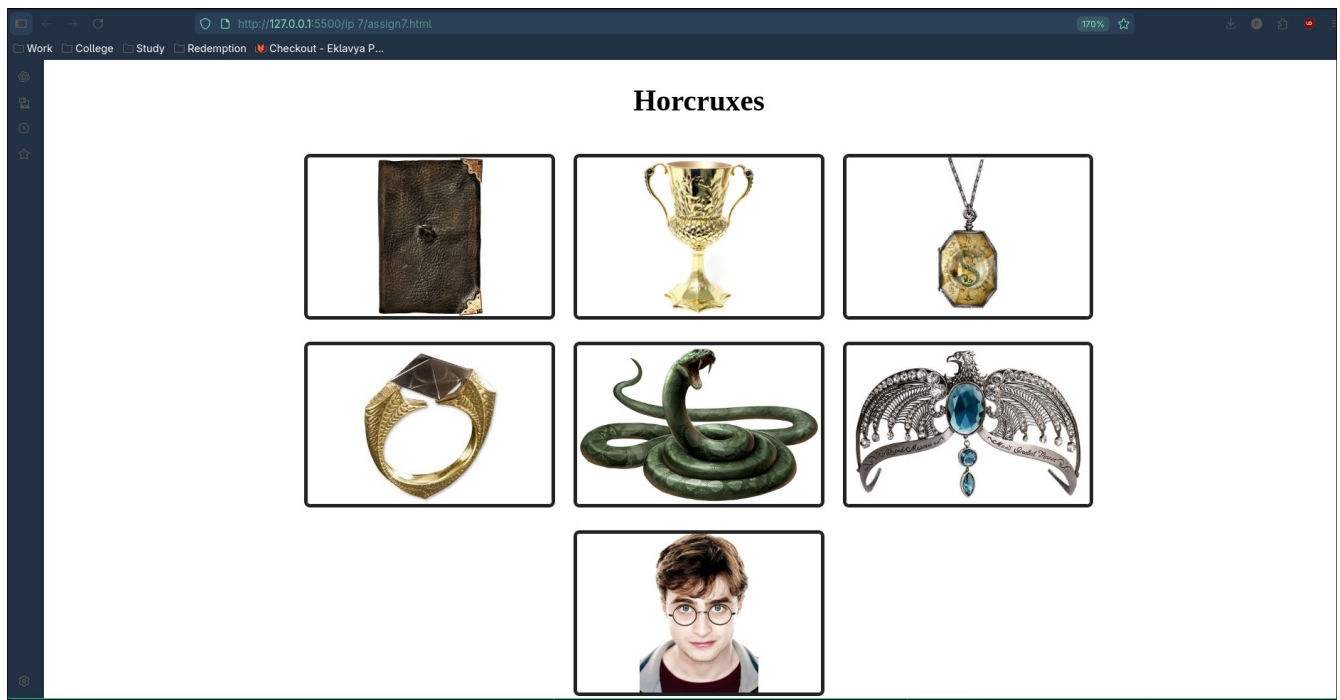 http://127.0.0.1:5500/ip 7/assign7.html
170%
Work
College
Study
Redemption
Checkout - Eklavya P...
Horcruxes